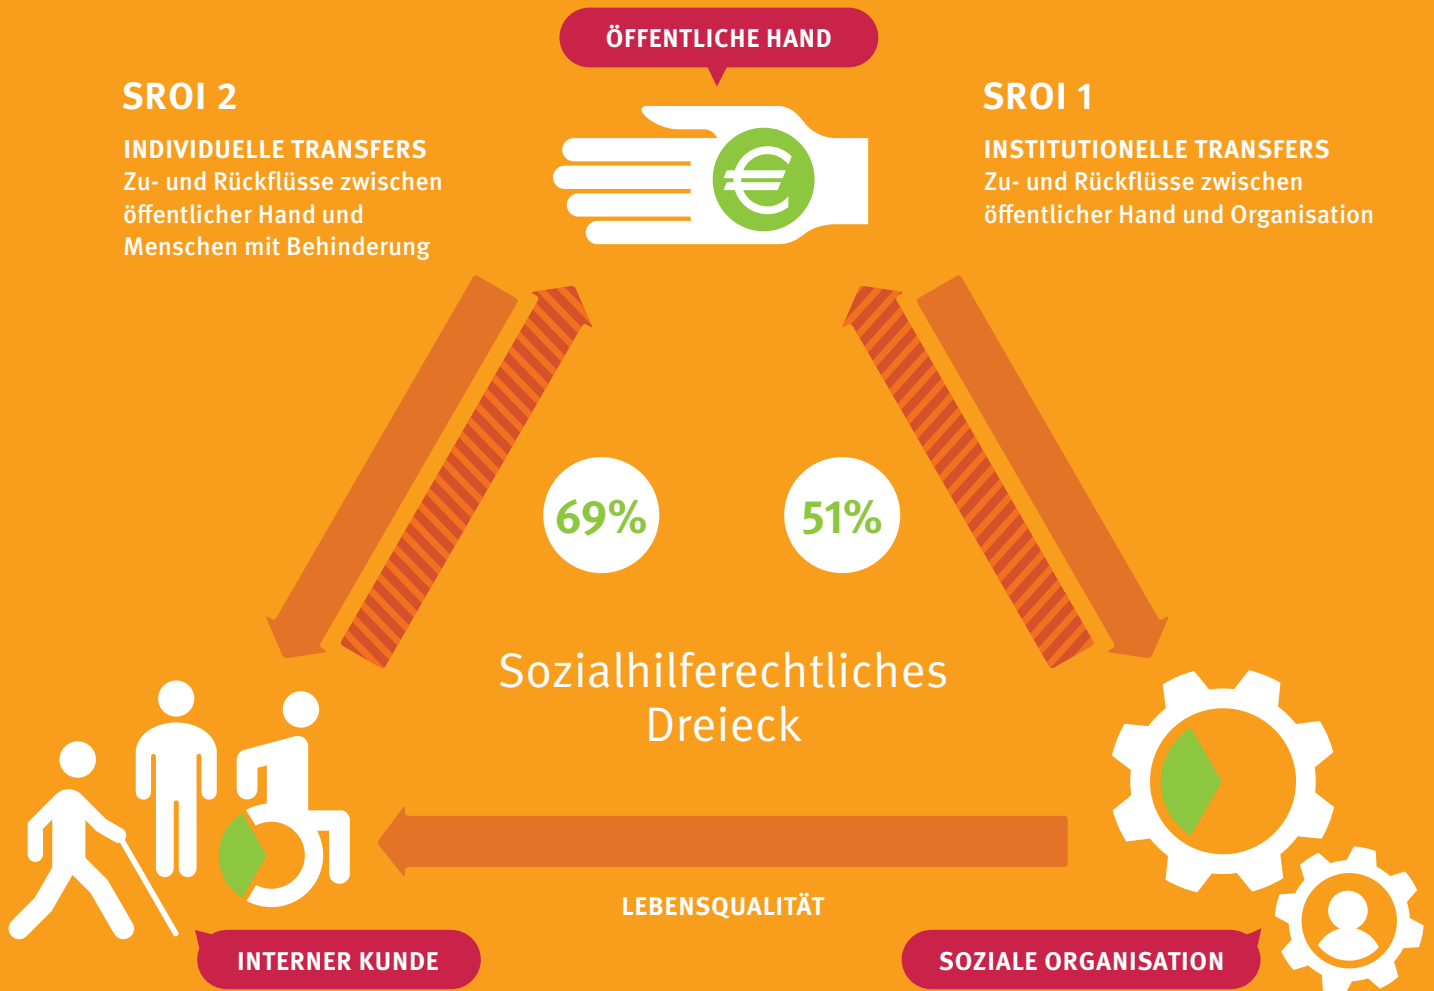 ÖFFENTLICHE HAND
SROI 2
INDIVIDUELLE TRANSFERS
Zu- und Rückflüsse zwischen
öffentlicher Hand und
Menschen mit Behinderung
€
SROI 1
INSTITUTIONELLE TRANSFERS
Zu- und Rückflüsse zwischen
öffentlicher Hand und Organisation
69%
51%
Sozialhilferechtliches
Dreieck
LEBENSQUALITÄT
INTERNER KUNDE
SOZIALE ORGANISATION